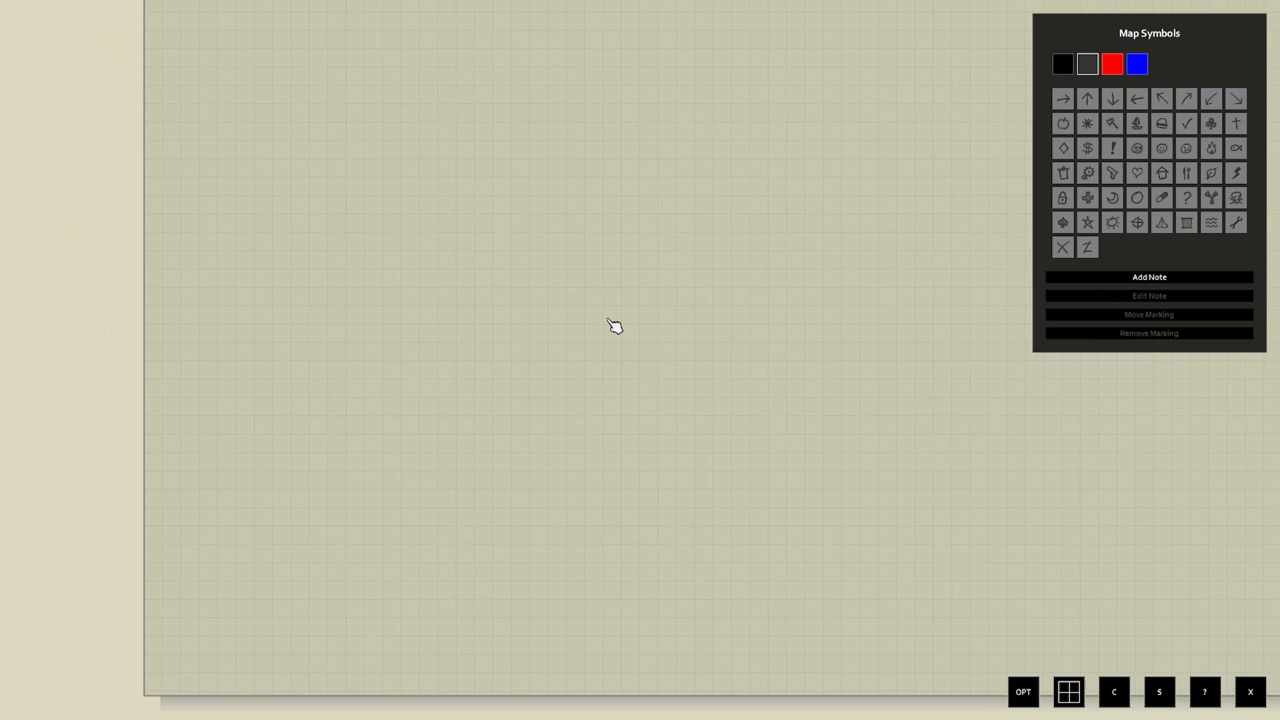 Map Symbols
Add Note
Edit Note
Move Marking
Remove Marking
OPT
C
S
?
X